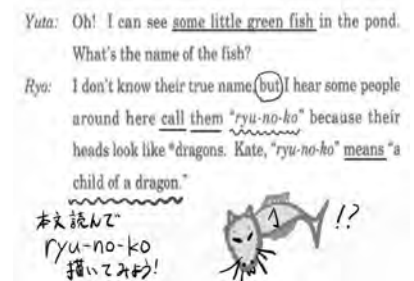 Yuta: Oh! I can see some little green fish in the pond.
What's the name of the fish?
Ryo: I don't know their true name, but I hear some people
around here call them "ryu-no-ko" because their
heads look like *dragons. Kate, "ryu-no-ko" means "a
child of a dragon."
本文読んで
ryu-no-ko
描いてみよう!
!?